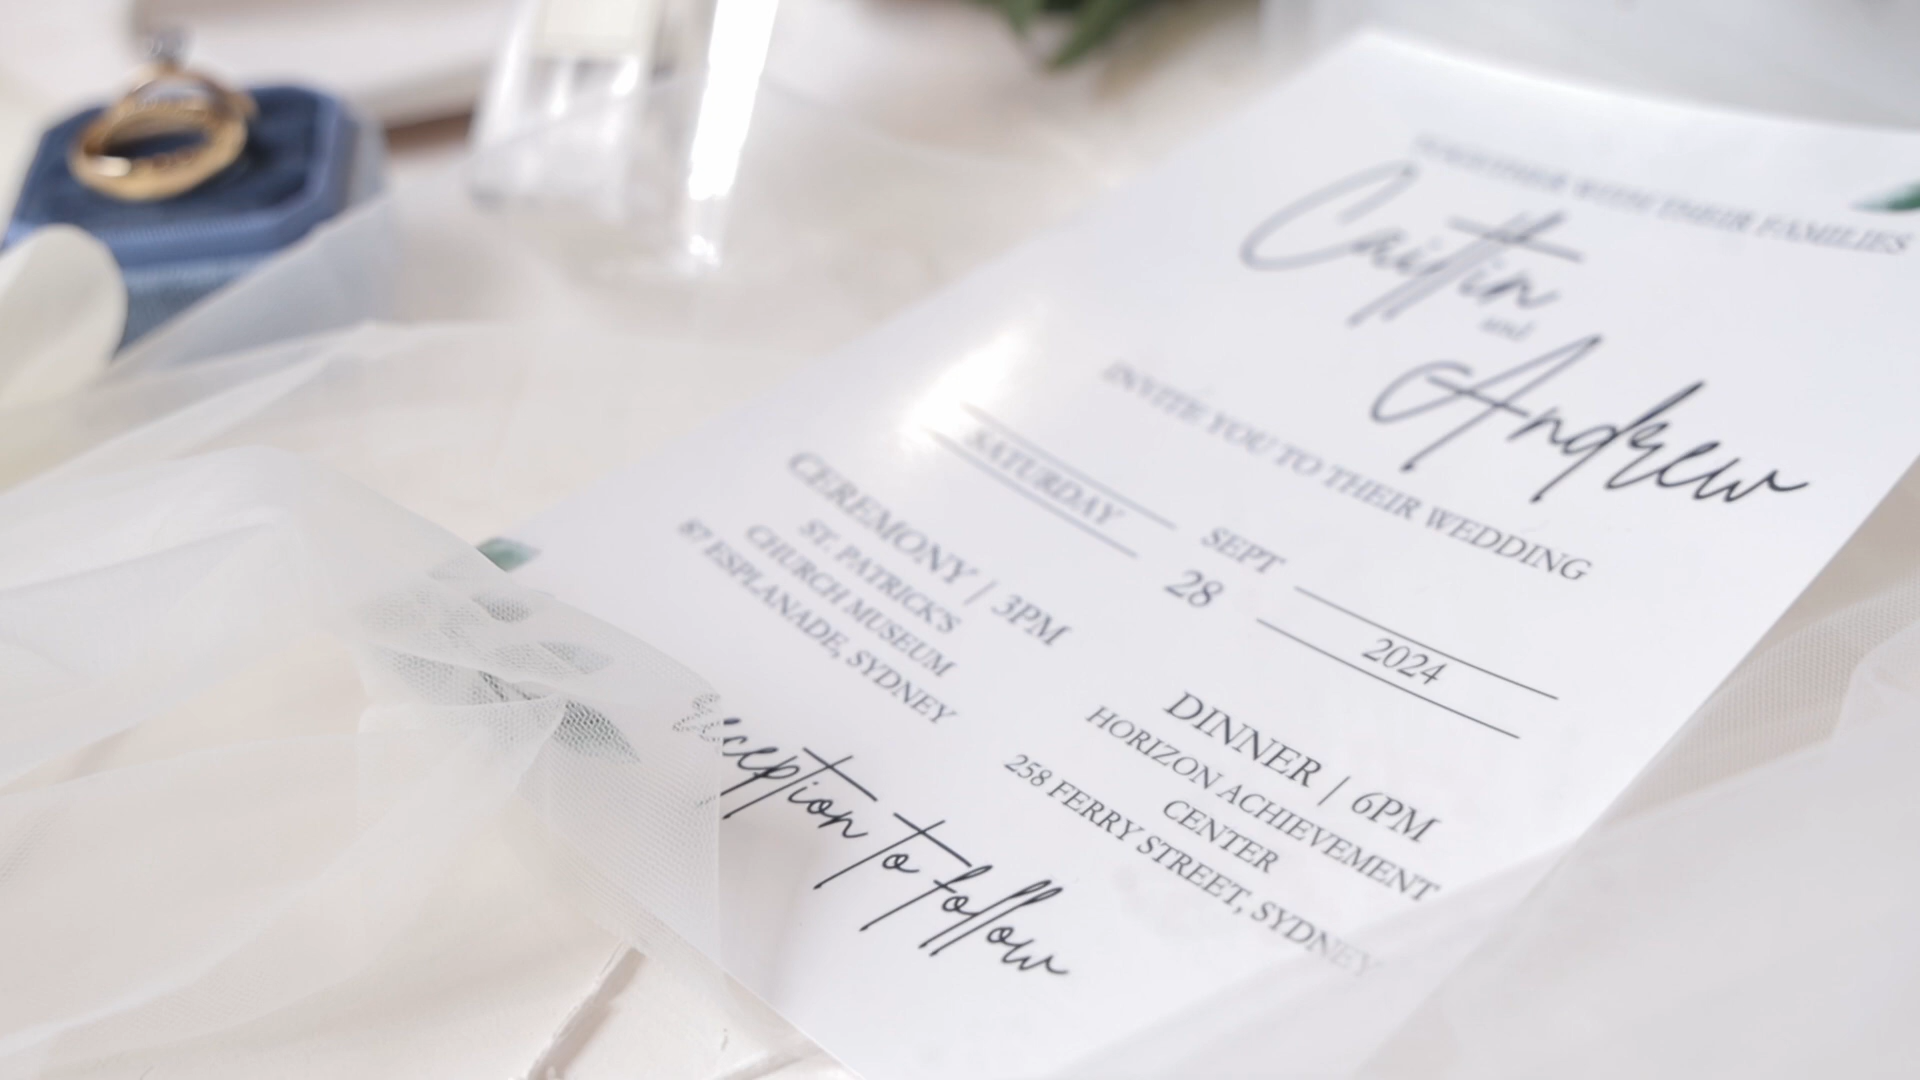 TOGETHER WITH THEIR FAMILIES
Caitlin
and
Andrew
INVITE YOU TO THEIR WEDDING
SATURDAY
SEPT
28
2024
CEREMONY | 3PM
ST. PATRICK'S
CHURCH MUSEUM
87 ESPLANADE, SYDNEY
DINNER | 6PM
HORIZON ACHIEVEMENT
CENTER
258 FERRY STREET, SYDNEY
reception to follow